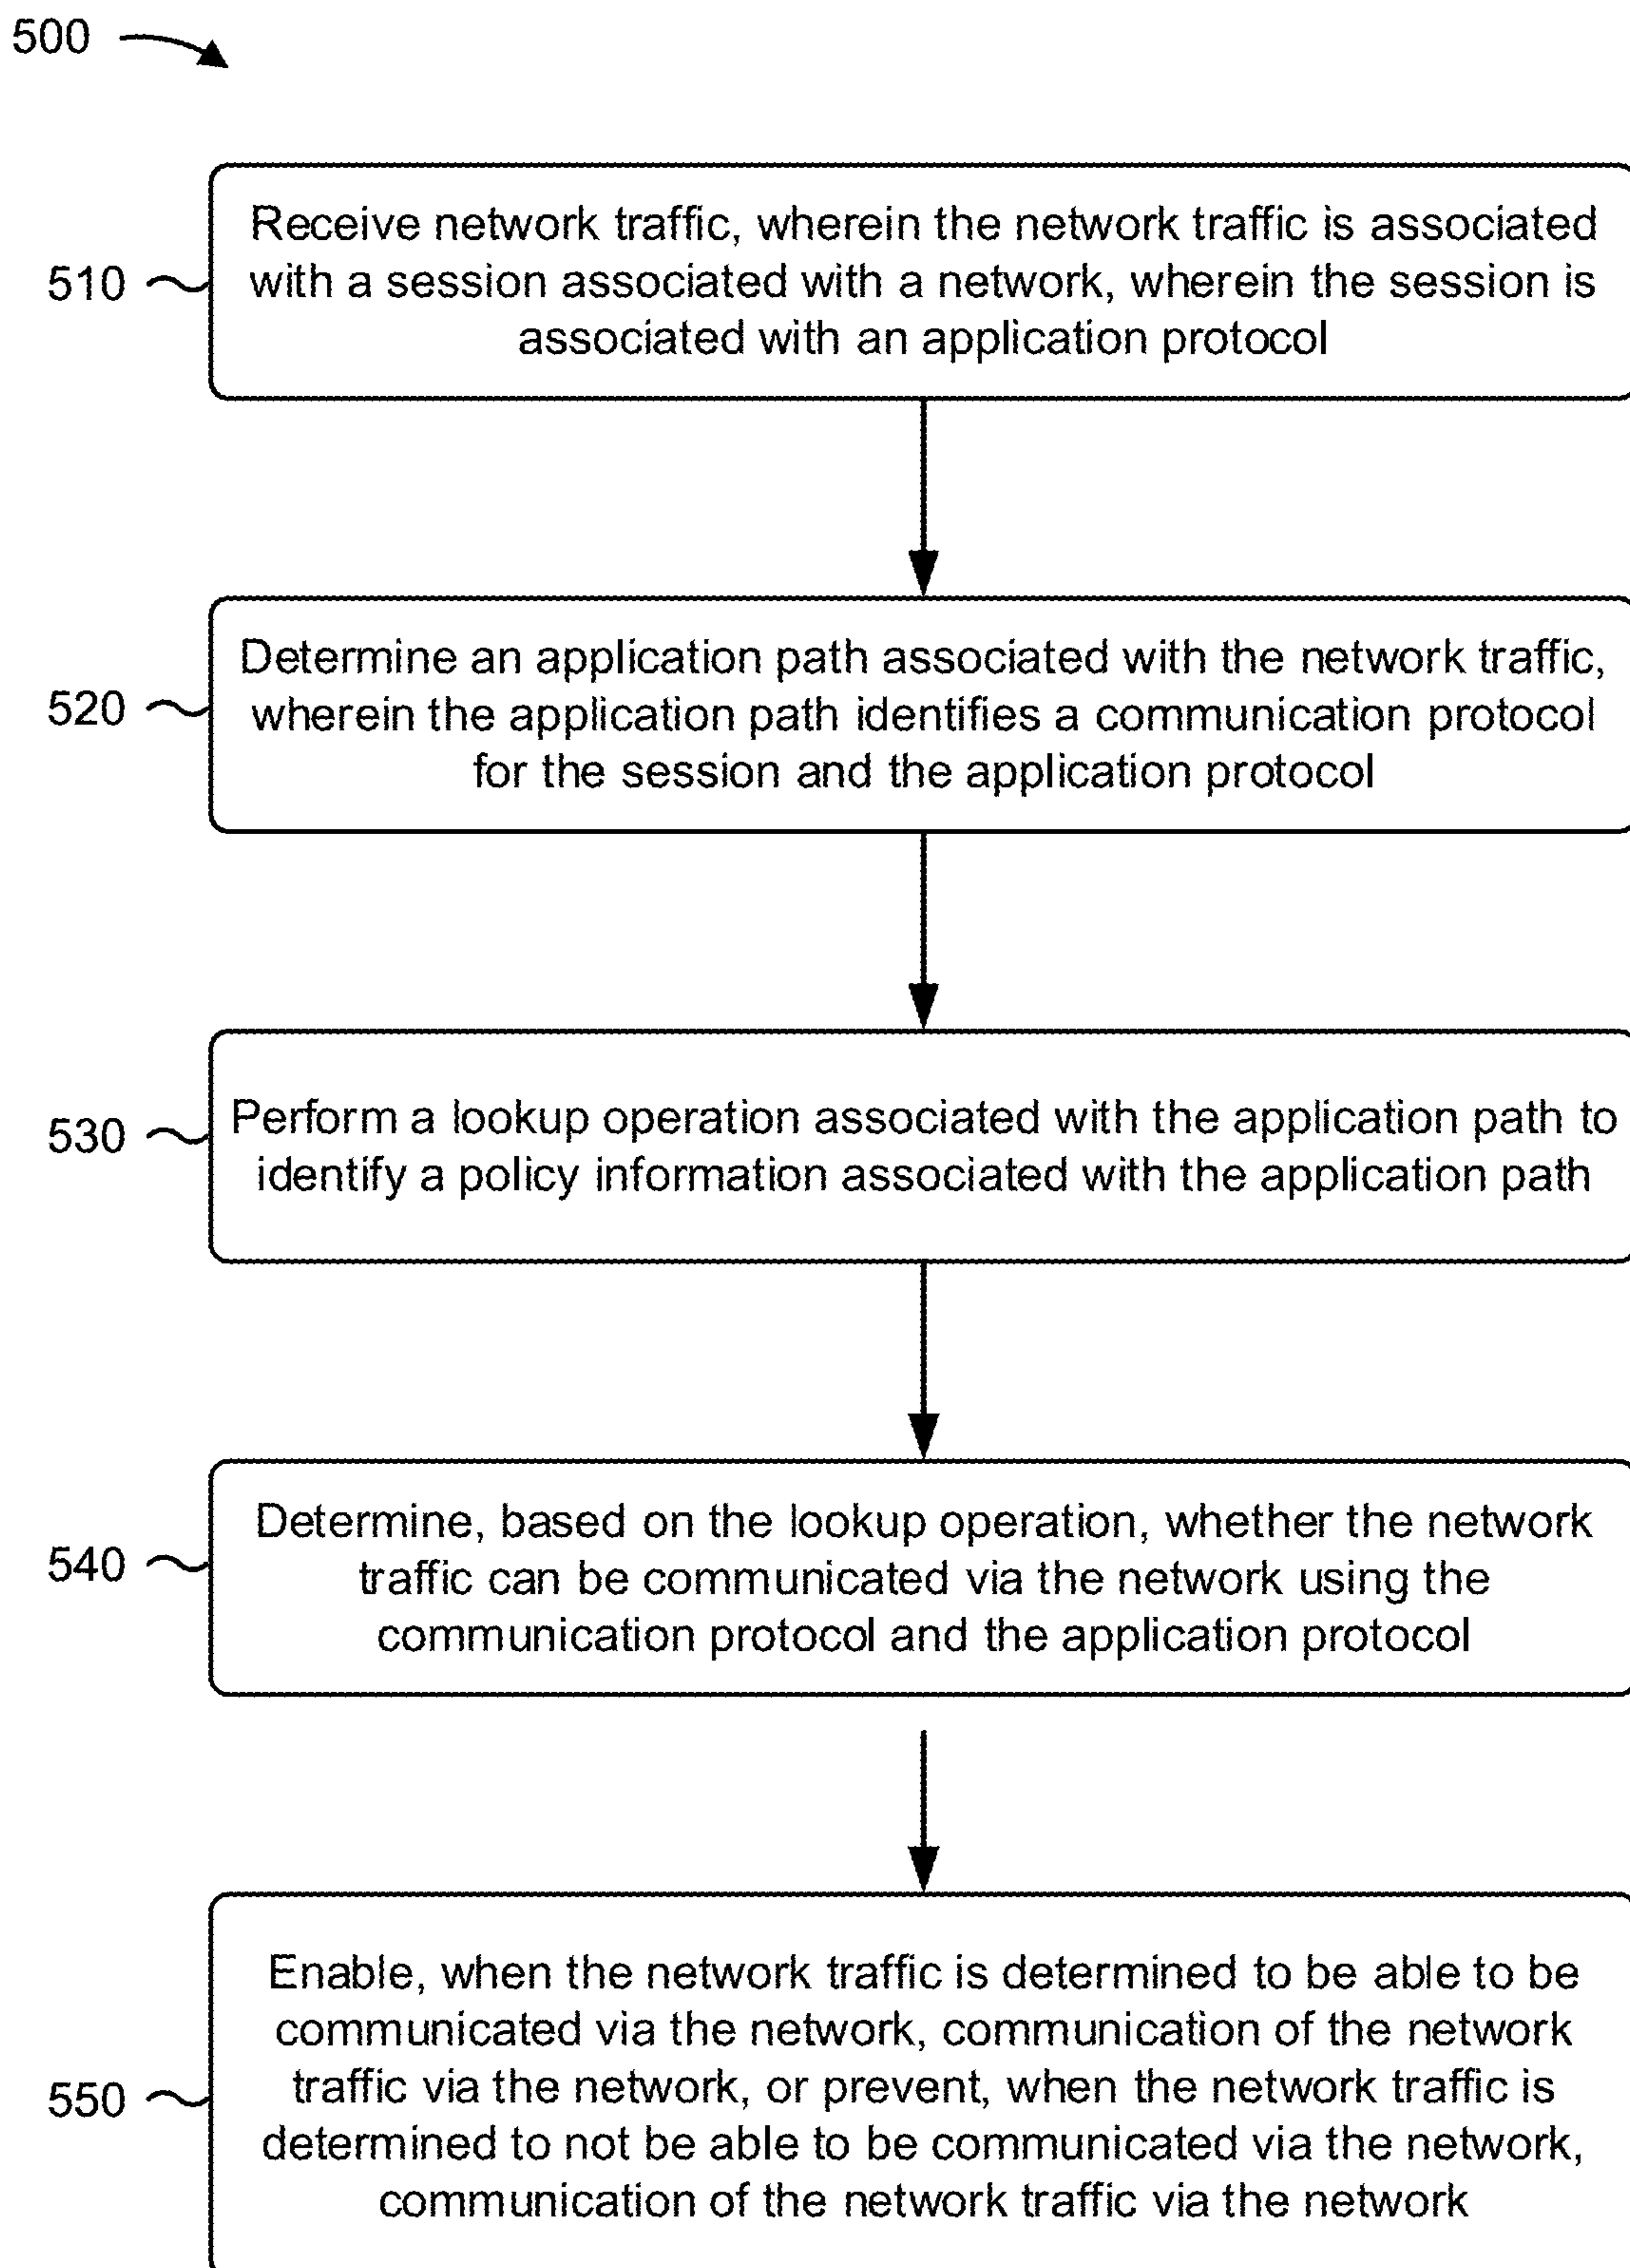 500
510
Receive network traffic, wherein the network traffic is associated
with a session associated with a network, wherein the session is
associated with an application protocol
520
Determine an application path associated with the network traffic,
wherein the application path identifies a communication protocol
for the session and the application protocol
530
Perform a lookup operation associated with the application path to
identify a policy information associated with the application path
540
Determine, based on the lookup operation, whether the network
traffic can be communicated via the network using the
communication protocol and the application protocol
550
Enable, when the network traffic is determined to be able to be
communicated via the network, communication of the network
traffic via the network, or prevent, when the network traffic is
determined to not be able to be communicated via the network,
communication of the network traffic via the network